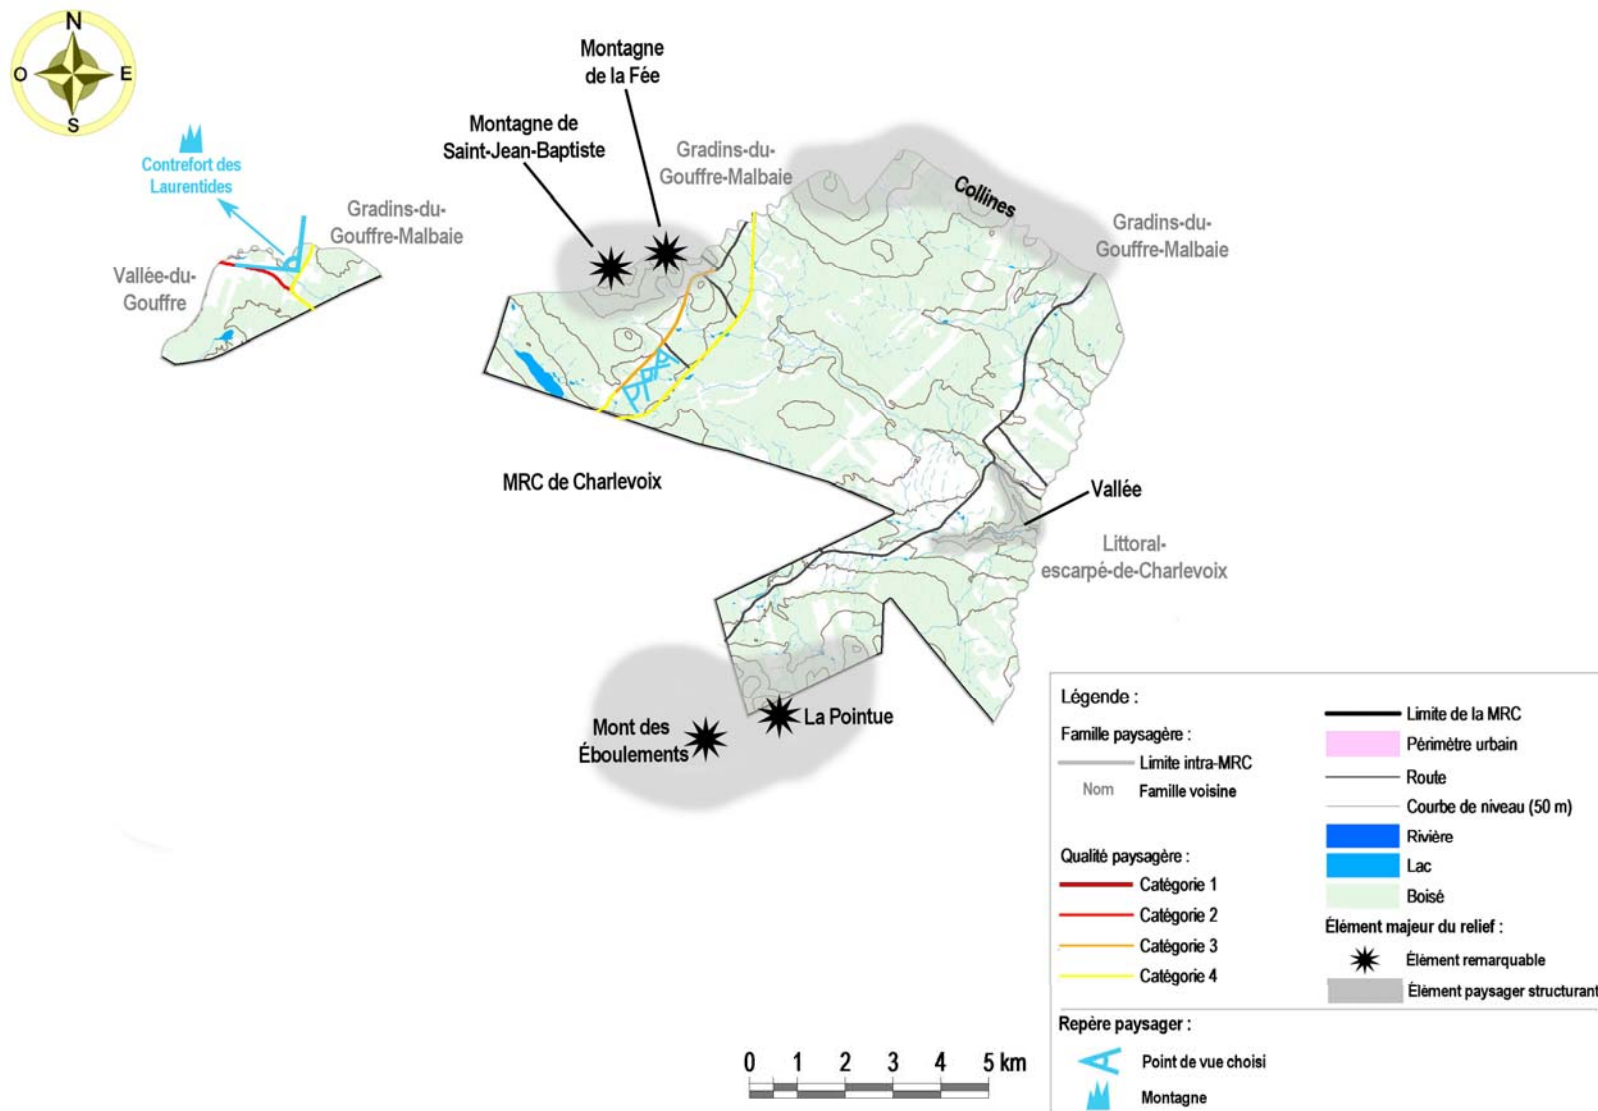 N
O
E
S
Montagne
de la Fée
Montagne de
Saint-Jean-Baptiste
Gradins-du-
Gouffre-Malbaie
Contrefort des
Laurentides
Gradins-du-
Gouffre-Malbaie
Vallée-du-
Gouffre
Collines
Gradins-du-
Gouffre-Malbaie
MRC de Charlevoix
Vallée
Littoral-
escarpé-de-Charlevoix
Mont des
Éboulements
La Pointue
Légende :
Famille paysagère :
Limite intra-MRC
Nom Famille voisine
Qualité paysagère :
Catégorie 1
Catégorie 2
Catégorie 3
Catégorie 4
Repère paysager :
Point de vue choisi
Montagne
Limite de la MRC
Périmètre urbain
Route
Courbe de niveau (50 m)
Rivière
Lac
Boisé
Élément majeur du relief :
Élément remarquable
Élément paysager structurant
0 1 2 3 4 5 km